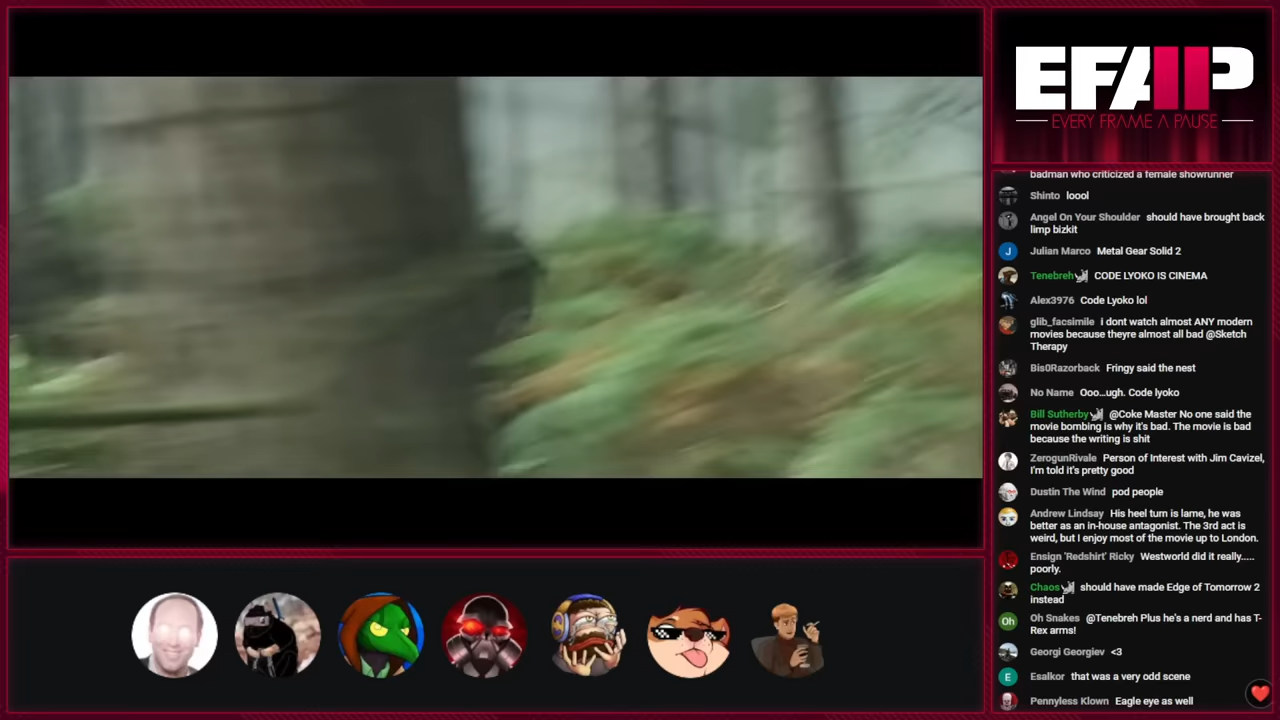 EFAP
EVERY FRAME A PAUSE
badman who criticized a female showrunner
Shinto loool
Angel On Your Shoulder should have brought back
limp bizkit
J
Julian Marco Metal Gear Solid 2
Tenebreh CODE LYOKO IS CINEMA
Alex3976 Code Lyoko lol
glib_facsimile i dont watch almost ANY modern
movies because theyre almost all bad @Sketch
Therapy
Bis0Razorback Fringy said the nest
No Name Ooo...ugh. Code lyoko
Bill Sutherby @Coke Master No one said the
movie bombing is why it's bad. The movie is bad
because the writing is shit
ZerogunRivale Person of Interest with Jim Cavizel,
I'm told it's pretty good
Dustin The Wind pod people
Andrew Lindsay His heel turn is lame, he was
better as an in-house antagonist. The 3rd act is
weird, but I enjoy most of the movie up to London.
Ensign 'Redshirt' Ricky Westworld did it really.....
poorly.
Chaos should have made Edge of Tomorrow 2
instead
Oh
Oh Snakes @Tenebreh Plus he's a nerd and has T-
Rex arms!
Georgi Georgiev <3
E
Esalkor that was a very odd scene
Pennyless Klown Eagle eye as well